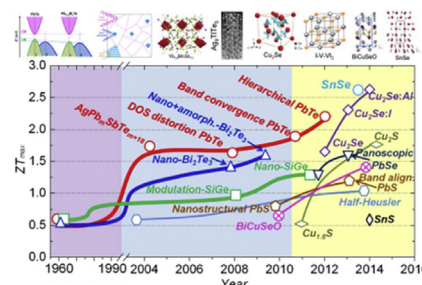 Ag₉TlTe₅
Cu₂Se
I-V-VI₂
BiCuSeO
SnSe
3.0
2.5
2.0
1.5
1.0
0.5
0.0
ZTmax
SnSe
Cu₂Se:Al
Cu₂Se:I
Hierarchical PbTe
Band convergence PbTe
DOS distortion PbTe
AgPbmSbTem+18
Nano+amorph.-Bi₂Te₃
Nano-Bi₂Te₃
Cu₂Se
Cu₂S
Panoscopic
PbSe
Nano-SiGe
Modulation-SiGe
Band align.
PbS
Nanostructural PbS
Half-Heusler
BiCuSeO
SnS
Cu₁.₈S
1960
1990
2004
2006
2008
2010
2012
2014
2016
Year